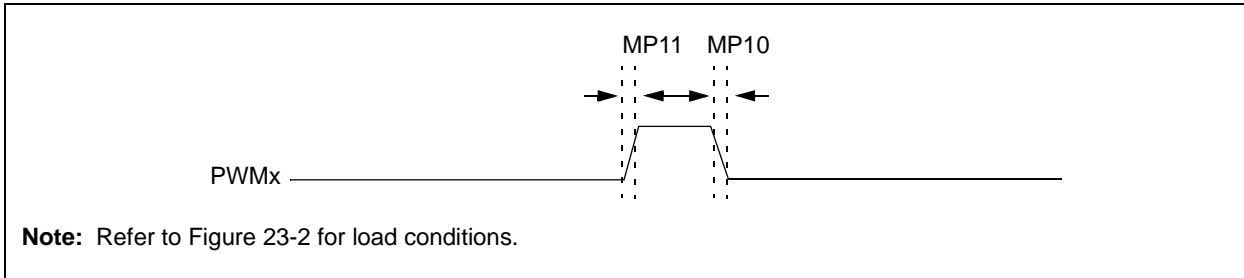 MP11 MP10
PWMx
Note: Refer to Figure 23-2 for load conditions.